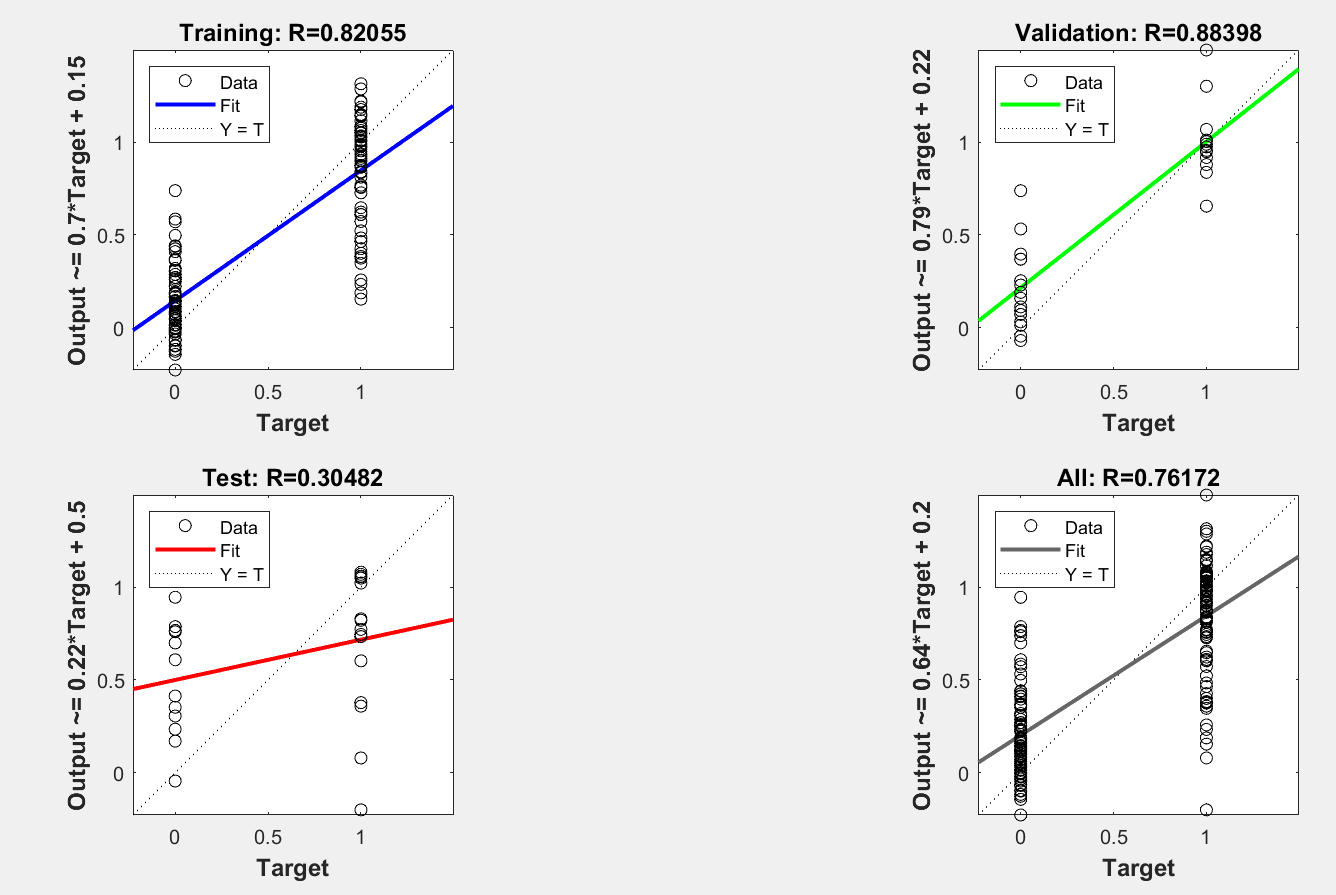 Training: R=0.82055
Output ~= 0.7*Target + 0.15
Data
Fit
Y = T
1
0.5
0
0
0.5
1
Target
Validation: R=0.88398
Output ~= 0.79*Target + 0.22
Data
Fit
Y = T
1
0.5
0
0
0.5
1
Target
Test: R=0.30482
Output ~= 0.22*Target + 0.5
Data
Fit
Y = T
1
0.5
0
0
0.5
1
Target
All: R=0.76172
Output ~= 0.64*Target + 0.2
Data
Fit
Y = T
1
0.5
0
0
0.5
1
Target